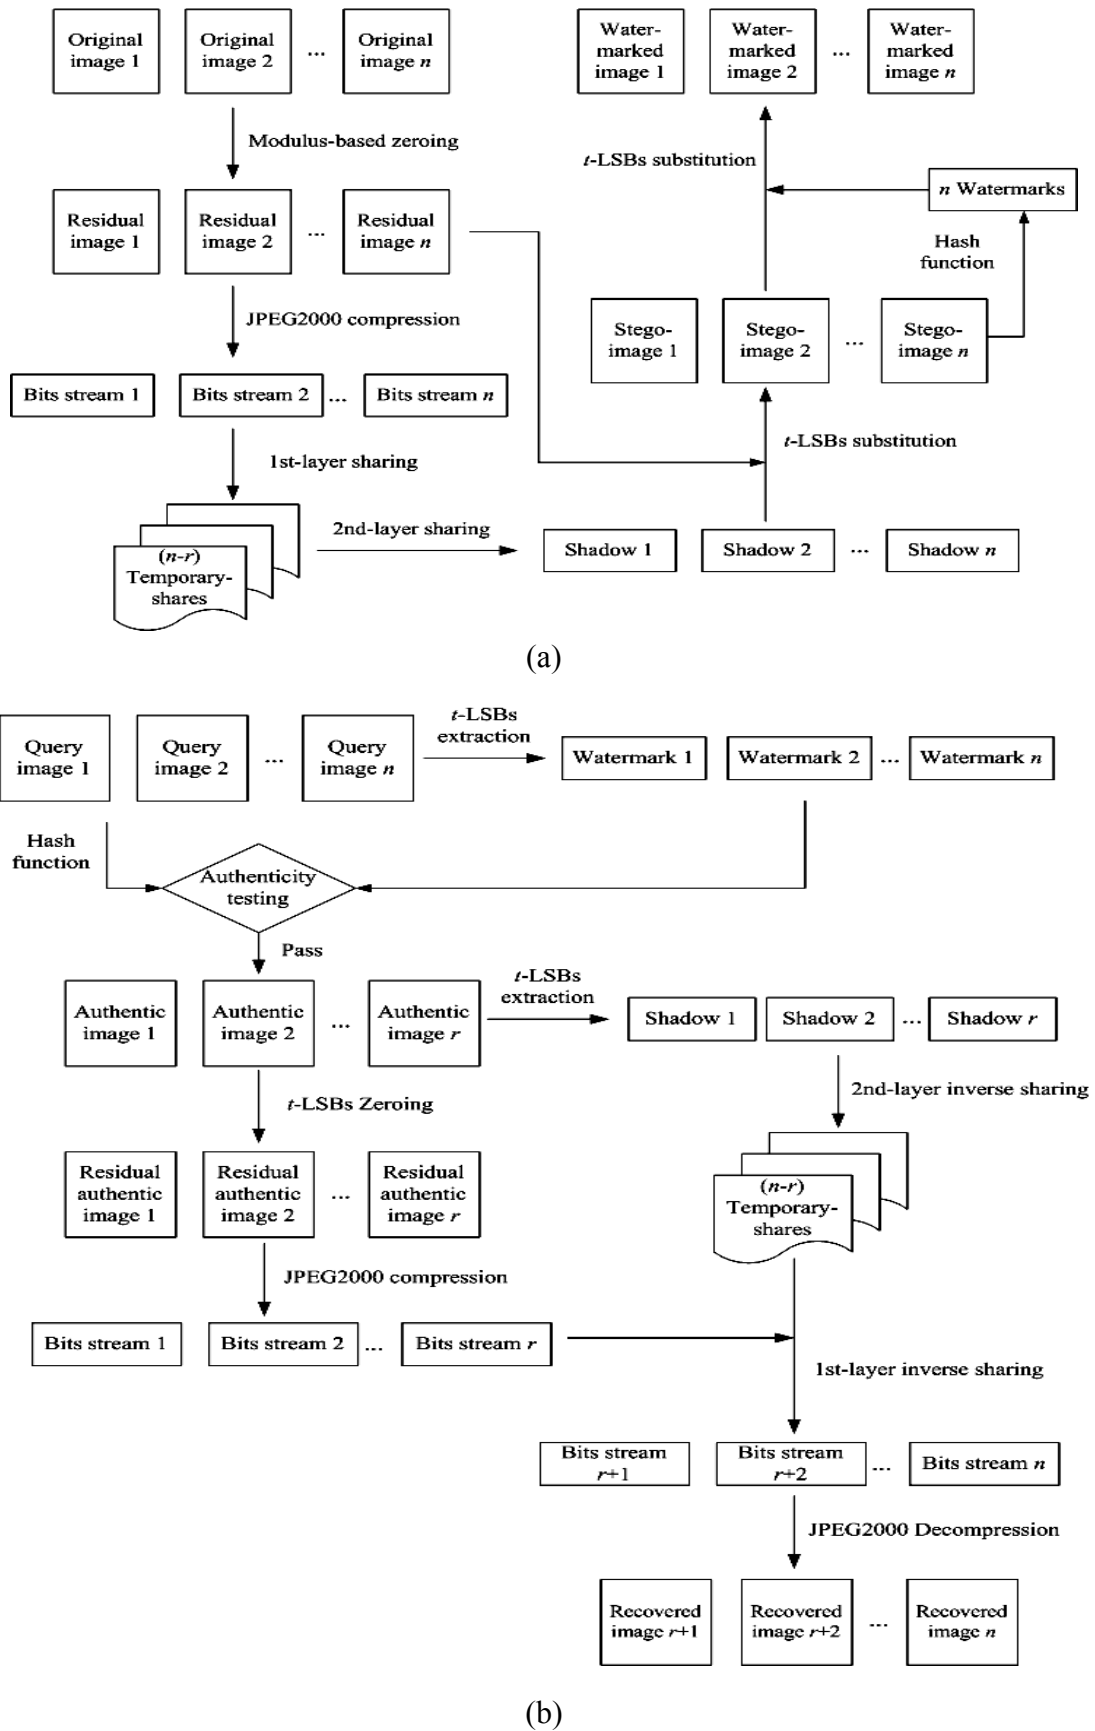 Original
image 1
Original
image 2
...
Original
image n
Water-
marked
image 1
Water-
marked
image 2
...
Water-
marked
image n
Modulus-based zeroing
t-LSBs substitution
n Watermarks
Residual
image 1
Residual
image 2
...
Residual
image n
Hash
function
JPEG2000 compression
Stego-
image 1
Stego-
image 2
...
Stego-
image n
Bits stream 1
Bits stream 2
...
Bits stream n
t-LSBs substitution
1st-layer sharing
2nd-layer sharing
(n-r)
Temporary-
shares
Shadow 1
Shadow 2
...
Shadow n
(a)
Query
image 1
Query
image 2
...
Query
image n
t-LSBs
extraction
Watermark 1
Watermark 2
...
Watermark n
Hash
function
Authenticity
testing
Pass
Authentic
image 1
Authentic
image 2
...
Authentic
image r
t-LSBs
extraction
Shadow 1
Shadow 2
...
Shadow r
t-LSBs Zeroing
2nd-layer inverse sharing
Residual
authentic
image 1
Residual
authentic
image 2
...
Residual
authentic
image r
(n-r)
Temporary-
shares
JPEG2000 compression
Bits stream 1
Bits stream 2
...
Bits stream r
1st-layer inverse sharing
Bits stream
r+1
Bits stream
r+2
...
Bits stream n
JPEG2000 Decompression
Recovered
image r+1
Recovered
image r+2
...
Recovered
image n
(b)